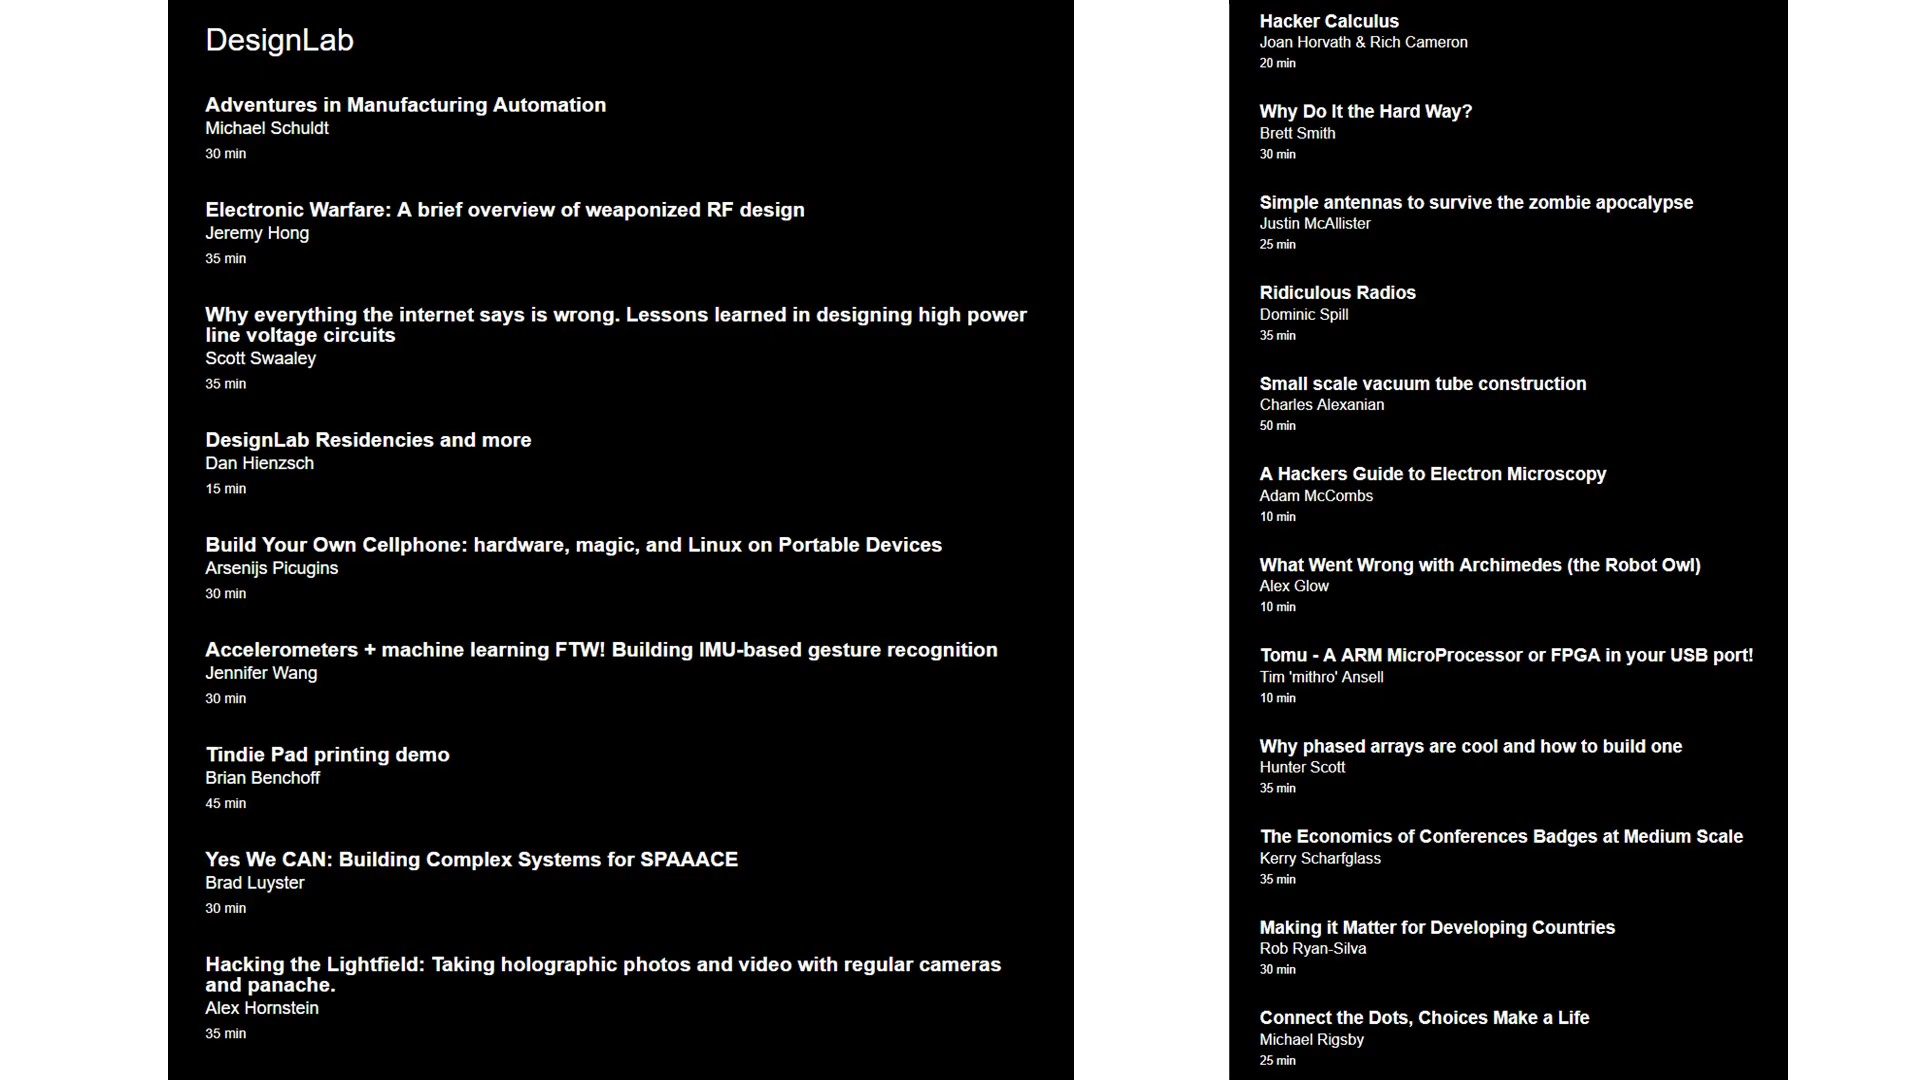 DesignLab
Adventures in Manufacturing Automation
Michael Schuldt
30 min
Electronic Warfare: A brief overview of weaponized RF design
Jeremy Hong
35 min
Why everything the internet says is wrong. Lessons learned in designing high power
line voltage circuits
Scott Swaaley
35 min
DesignLab Residencies and more
Dan Hienzsch
15 min
Build Your Own Cellphone: hardware, magic, and Linux on Portable Devices
Arsenijs Picugins
30 min
Accelerometers + machine learning FTW! Building IMU-based gesture recognition
Jennifer Wang
30 min
Tindie Pad printing demo
Brian Benchoff
45 min
Yes We CAN: Building Complex Systems for SPAAACE
Brad Luyster
30 min
Hacking the Lightfield: Taking holographic photos and video with regular cameras
and panache.
Alex Hornstein
35 min
Hacker Calculus
Joan Horvath & Rich Cameron
20 min
Why Do It the Hard Way?
Brett Smith
30 min
Simple antennas to survive the zombie apocalypse
Justin McAllister
25 min
Ridiculous Radios
Dominic Spill
35 min
Small scale vacuum tube construction
Charles Alexanian
50 min
A Hackers Guide to Electron Microscopy
Adam McCombs
10 min
What Went Wrong with Archimedes (the Robot Owl)
Alex Glow
10 min
Tomu - A ARM MicroProcessor or FPGA in your USB port!
Tim 'mithro' Ansell
10 min
Why phased arrays are cool and how to build one
Hunter Scott
35 min
The Economics of Conferences Badges at Medium Scale
Kerry Scharfglass
35 min
Making it Matter for Developing Countries
Rob Ryan-Silva
30 min
Connect the Dots, Choices Make a Life
Michael Rigsby
25 min